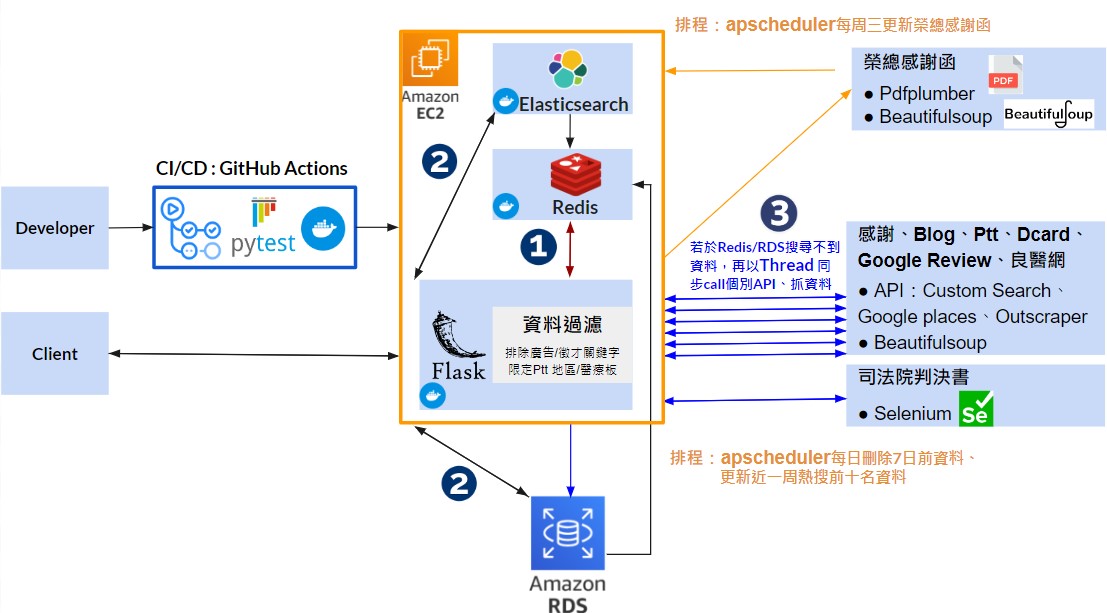 排程：apscheduler每周三更新榮總感謝函
Amazon
EC2
Elasticsearch
榮總感謝函
PDF
● Pdfplumber
● Beautifulsoup
BeautifulSoup
2
CI/CD : GitHub Actions
Redis
Developer
pytest
1
3
若於Redis/RDS搜尋不到
資料，再以Thread 同
步call個別API、抓資料
感謝、Blog、Ptt、Dcard、
Google Review、良醫網
● API：Custom Search、
Google places、Outscraper
● Beautifulsoup
Client
Flask
資料過濾
排除廣告/徵才關鍵字
限定Ptt 地區/醫療板
司法院判決書
● Selenium
Se
排程：apscheduler每日刪除7日前資料、
更新近一周熱搜前十名資料
2
Amazon
RDS